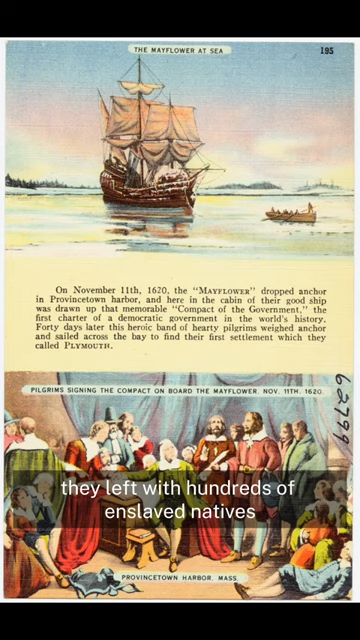 THE MAYFLOWER AT SEA
195
On November 11th, 1620, the "MAYFLOWER" dropped anchor
in Provincetown harbor, and here in the cabin of their good ship
was drawn up that memorable "Compact of the Government," the
first charter of a democratic government in the world's history.
Forty days later this heroic band of hearty pilgrims weighed anchor
and sailed across the bay to find their first settlement which they
called PLYMOUTH.
PILGRIMS SIGNING THE COMPACT ON BOARD THE MAYFLOWER, NOV. 11TH, 1620.
62799
they left with hundreds of
enslaved natives
PROVINCETOWN HARBOR, MASS.